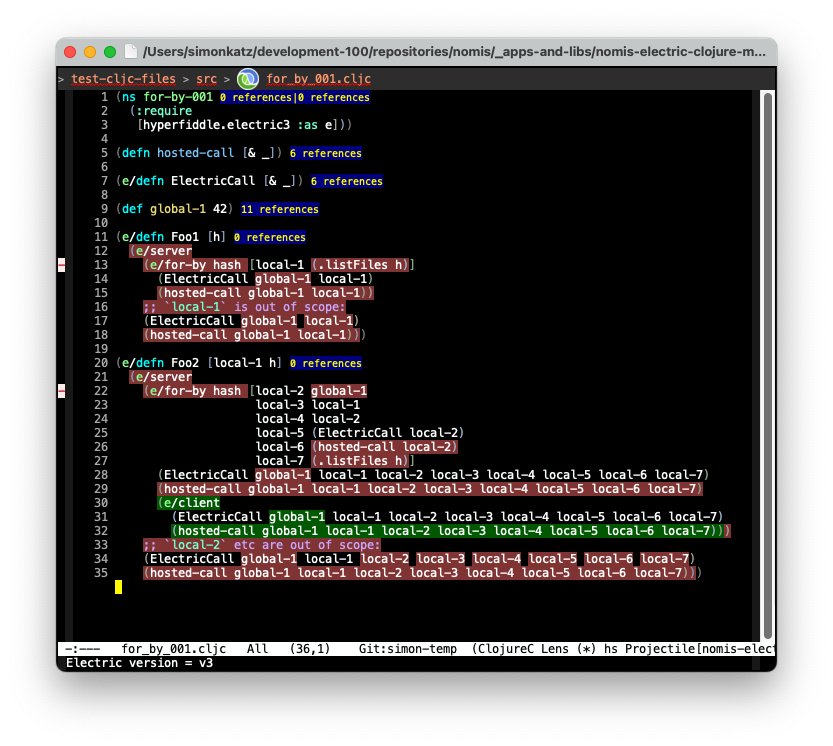 /Users/simonkatz/development-100/repositories/nomis/_apps-and-libs/nomis-electric-clojure-m...
> test-cljc-files > src > for_by_001.cljc
1 (ns for-by-001 0 references|0 references
2 (:require
3 [hyperfiddle.electric3 :as e]))
4
5 (defn hosted-call [& _]) 6 references
6
7 (e/defn ElectricCall [& _]) 6 references
8
9 (def global-1 42) 11 references
10
11 (e/defn Foo1 [h] 0 references
12 (e/server
13 (e/for-by hash [local-1 (.listFiles h)]
14 (ElectricCall global-1 local-1)
15 (hosted-call global-1 local-1))
16 ;; `local-1` is out of scope:
17 (ElectricCall global-1 local-1)
18 (hosted-call global-1 local-1)))
19
20 (e/defn Foo2 [local-1 h] 0 references
21 (e/server
22 (e/for-by hash [local-2 global-1
23 local-3 local-1
24 local-4 local-2
25 local-5 (ElectricCall local-2)
26 local-6 (hosted-call local-2)
27 local-7 (.listFiles h)]
28 (ElectricCall global-1 local-1 local-2 local-3 local-4 local-5 local-6 local-7)
29 (hosted-call global-1 local-1 local-2 local-3 local-4 local-5 local-6 local-7)
30 (e/client
31 (ElectricCall global-1 local-1 local-2 local-3 local-4 local-5 local-6 local-7)
32 (hosted-call global-1 local-1 local-2 local-3 local-4 local-5 local-6 local-7)))
33 ;; `local-2` etc are out of scope:
34 (ElectricCall global-1 local-1 local-2 local-3 local-4 local-5 local-6 local-7)
35 (hosted-call global-1 local-1 local-2 local-3 local-4 local-5 local-6 local-7)))
-:--- for_by_001.cljc All (36,1) Git:simon-temp (ClojureC Lens (*) hs Projectile[nomis-elect
Electric version = v3